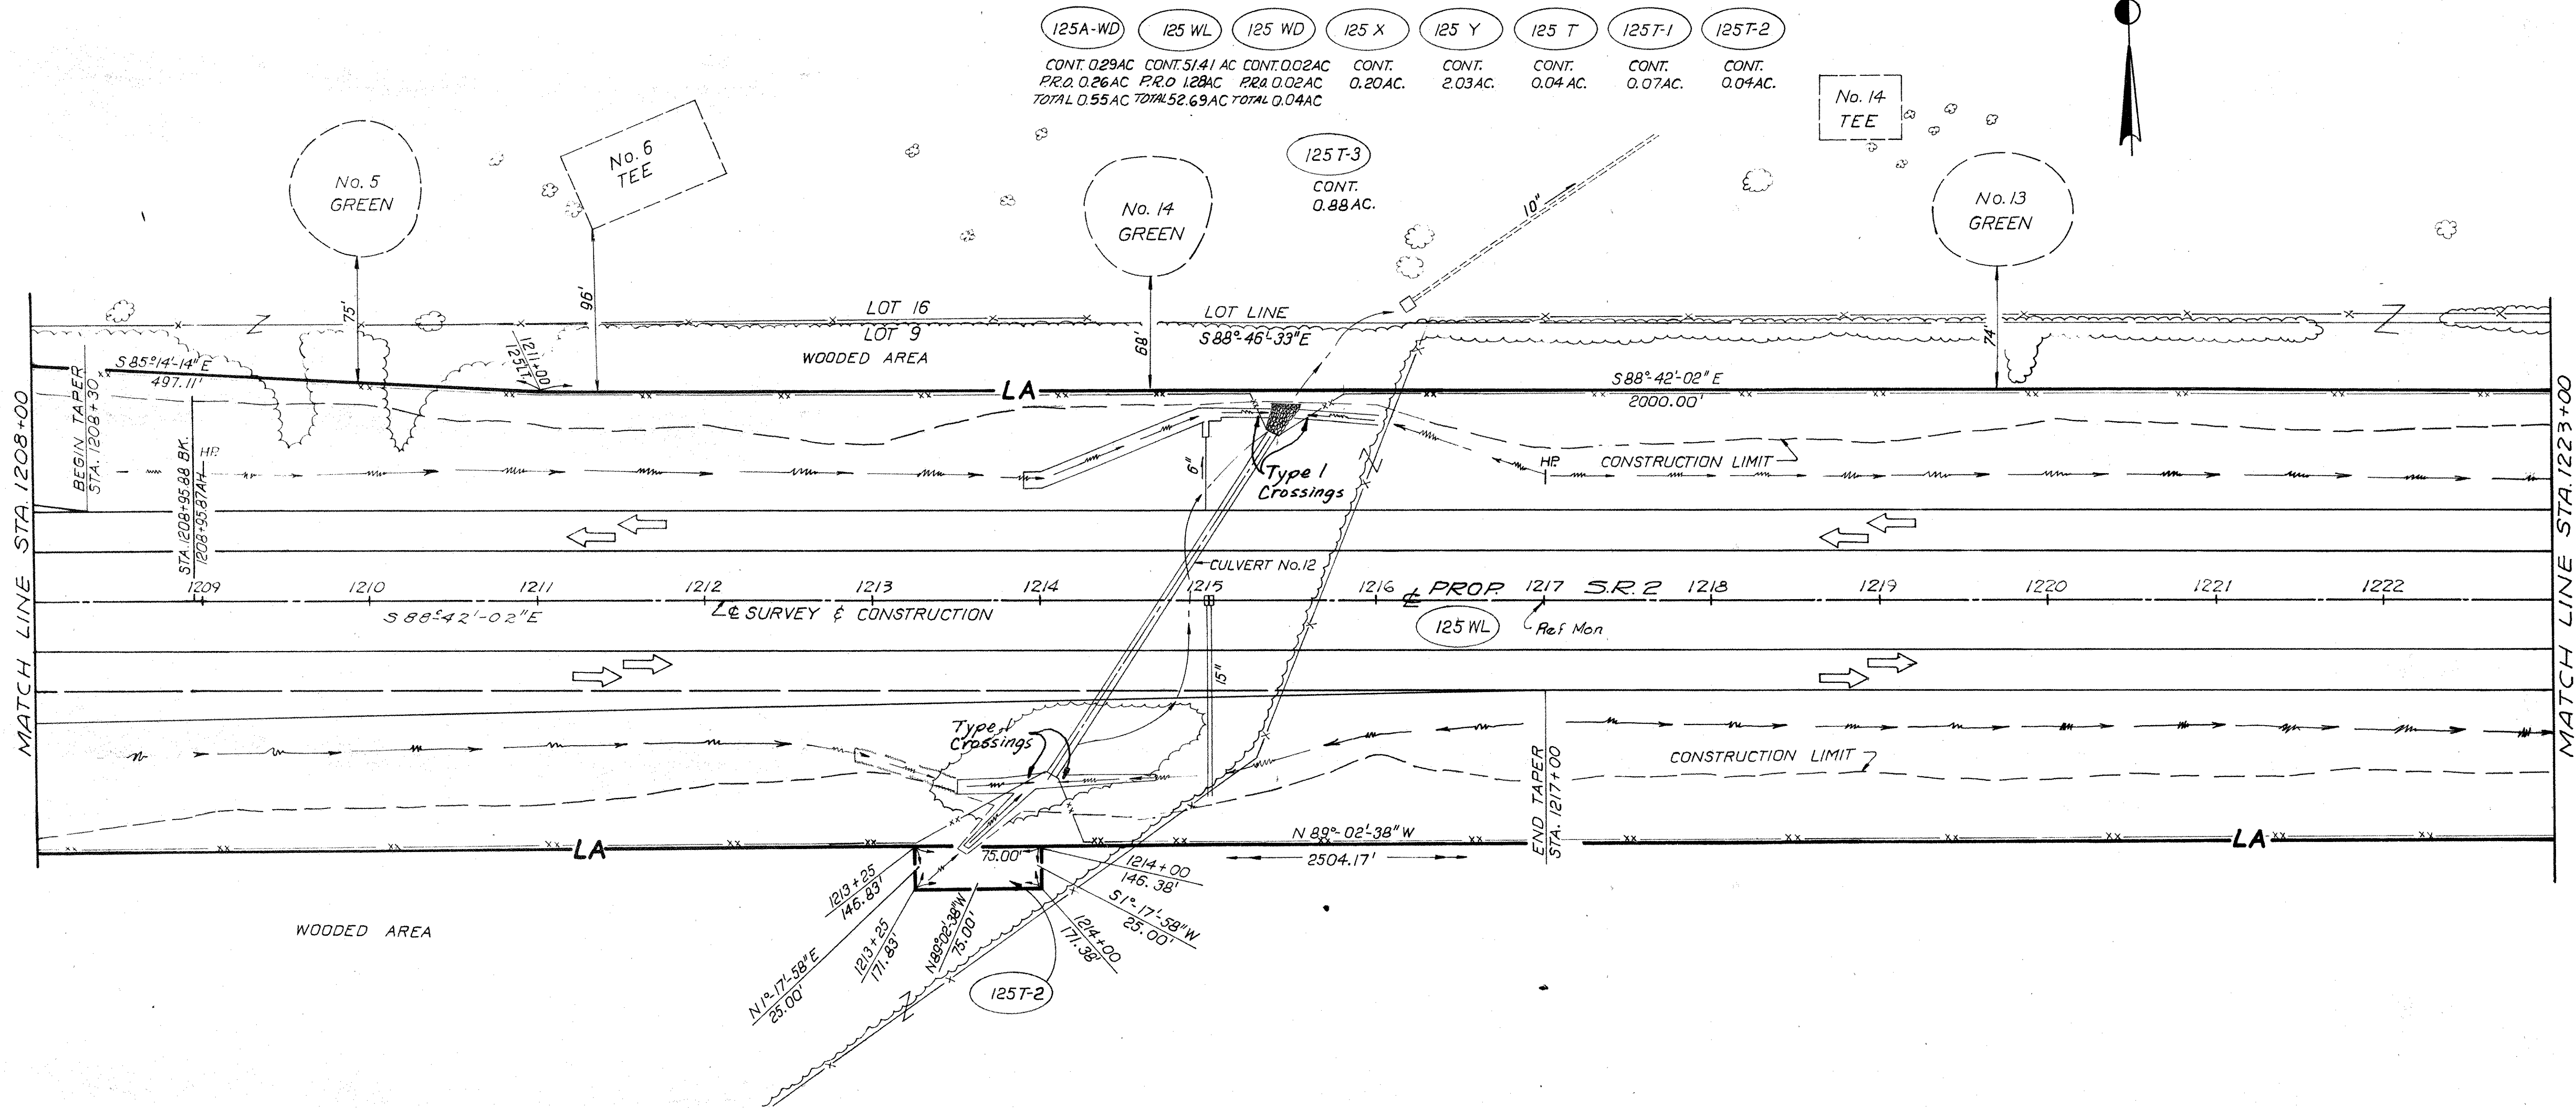 125A-WD 125 WL 125 WD 125 X 125 Y 125 T 125T-1 125T-2
CONT. 0.29AC CONT. 51.41 AC CONT. 0.02AC CONT. CONT. CONT. CONT. CONT.
P.R.O. 0.26AC P.R.O 1.28AC P.R.O. 0.02AC 0.20AC. 2.03AC. 0.04AC. 0.07AC. 0.04AC.
TOTAL 0.55AC TOTAL 52.69AC TOTAL 0.04AC
No. 14
TEE
No. 6
TEE
125T-3
CONT.
0.88AC.
No. 5
GREEN
No. 14
GREEN
10"
No. 13
GREEN
75'
96'
68'
74'
LOT 16
LOT 9
LOT LINE
S88°-46'-33"E
WOODED AREA
S85°14'-14"E
497.11'
1211+00
125'LT.
LA
S88°-42'-02"E
2000.00'
MATCH LINE STA. 1208+00
BEGIN TAPER
STA. 1208+30
STA.1208+95.88 BK.
1208+95.87AH
HP.
6"
Type 1
Crossings
HP.
CONSTRUCTION LIMIT
CULVERT No.12
1209 1210 1211 1212 1213 1214 1215 1216 ℄ PROP. 1217 S.R. 2 1218 1219 1220 1221 1222
S88°-42'-02"E
℄ SURVEY & CONSTRUCTION
125 WL
Ref Mon
15"
Type 1
Crossings
CONSTRUCTION LIMIT
END TAPER
STA. 1217+00
MATCH LINE STA. 1223+00
LA
N89°-02'-38"W
2504.17'
LA
75.00'
1213+25
146.83'
1214+00
146.38'
S1°-17'-58"W
25.00'
1214+00
171.38'
N89°02'-38"W
75.00'
1213+25
171.83'
N1°-17'-58"E
25.00'
125T-2
WOODED AREA